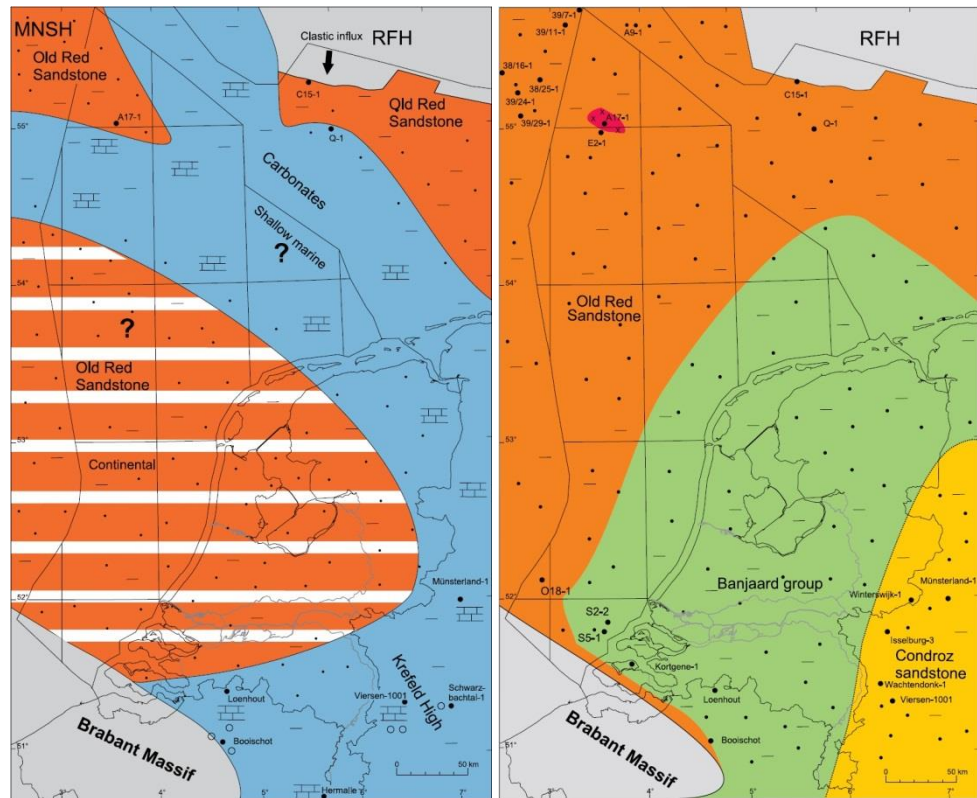 MNSH
Old Red
Sandstone
Clastic influx
RFH
C15-1
Old Red
Sandstone
A17-1
Q-1
55°
Carbonates
Shallow marine
?
54°
?
Old Red
Sandstone
53°
Continental
52°
Münsterland-1
Krefeld High
Loenhout
Viersen-1001
Schwarz-
bachtal-1
Booischot
51°
Brabant Massif
Hermalle
0
50 km
3°
4°
5°
6°
7°
39/7-1
39/11-1
A9-1
RFH
38/16-1
38/25-1
39/24-1
39/29-1
C15-1
A17-1
x
x
x
Q-1
55°
E2-1
54°
Old Red
Sandstone
53°
52°
O18-1
Banjaard group
Winterswijk-1
Münsterland-1
S2-2
S5-1
Isselburg-3
Kortgene-1
Condroz
sandstone
Loenhout
Wachtendonk-1
Viersen-1001
Booischot
51°
Brabant Massif
0
50 km
3°
4°
5°
6°
7°